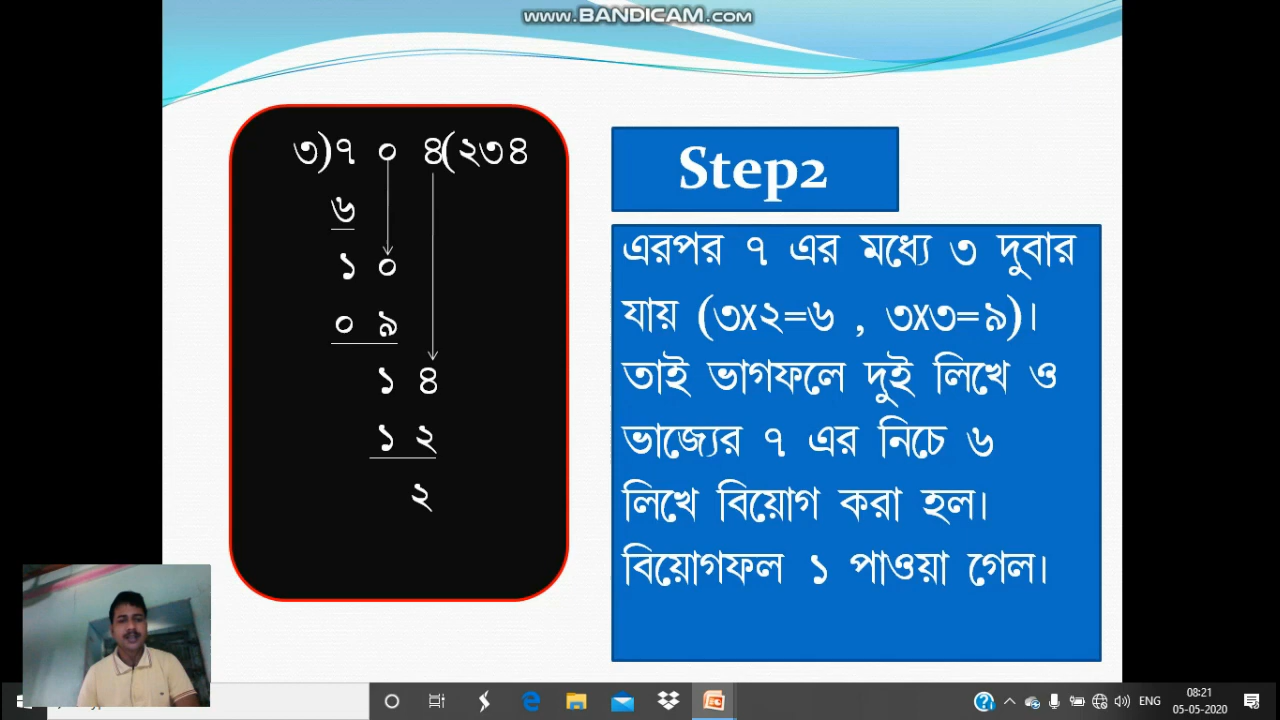 www.BANDICAM.com
৩)৭ ০ ৪(২৩৪
৬
১ ০
০ ৯
১ ৪
১ ২
২
Step2
এরপর ৭ এর মধ্যে ৩ দুবার
যায় (৩X২=৬ , ৩X৩=৯)।
তাই ভাগফলে দুই লিখে ও
ভাজ্যের ৭ এর নিচে ৬
লিখে বিয়োগ করা হল।
বিয়োগফল ১ পাওয়া গেল।
ENG
08:21
05-05-2020